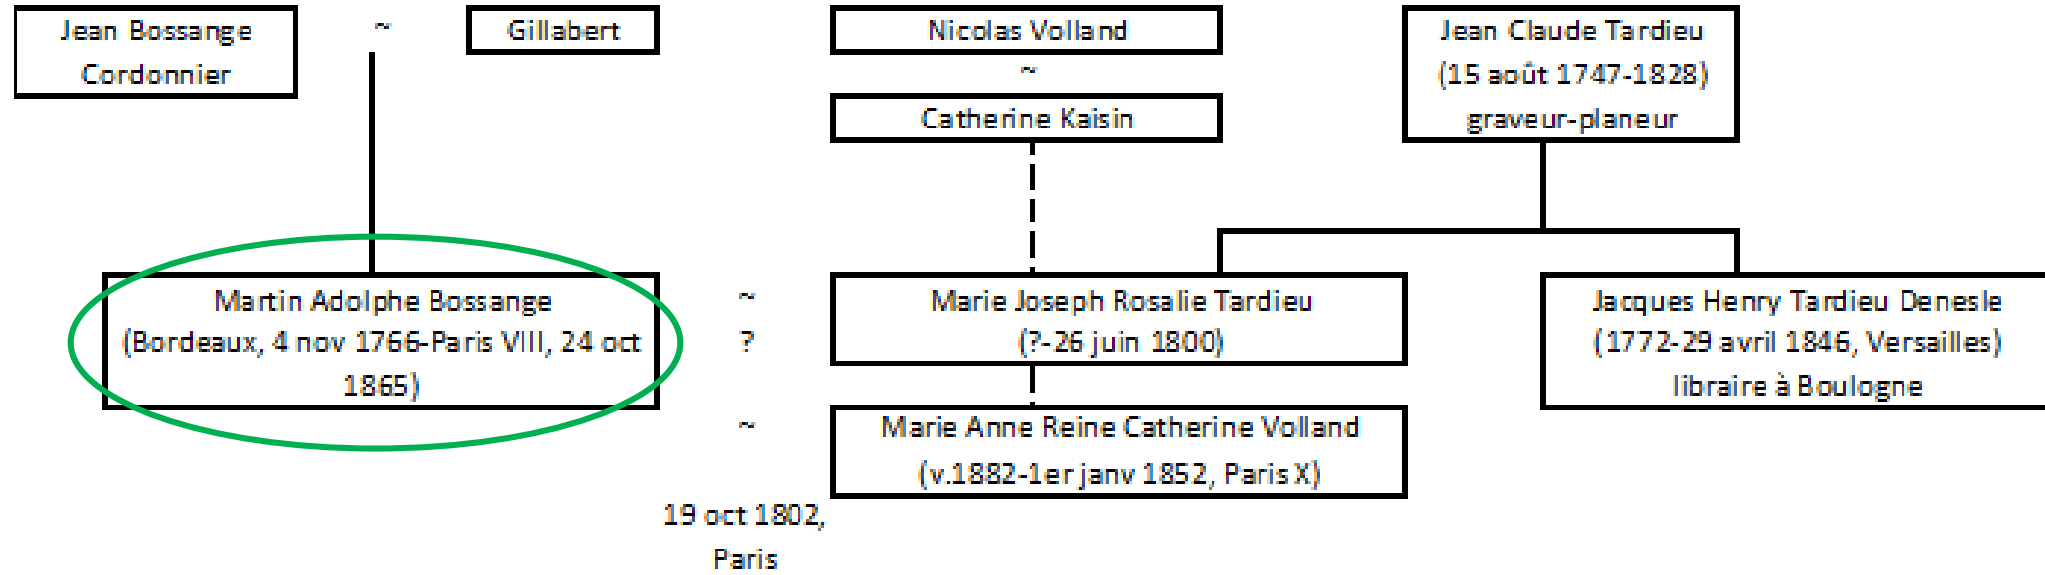 Jean Bossange
Cordonnier
~
Gillabert
Nicolas Volland
~
Catherine Kaisin
Jean Claude Tardieu
(15 août 1747-1828)
graveur-planeur
Martin Adolphe Bossange
(Bordeaux, 4 nov 1766-Paris VIII, 24 oct
1865)
~
?
Marie Joseph Rosalie Tardieu
(?-26 juin 1800)
Jacques Henry Tardieu Denesle
(1772-29 avril 1846, Versailles)
libraire à Boulogne
~
Marie Anne Reine Catherine Volland
(v.1882-1er janv 1852, Paris X)
19 oct 1802,
Paris